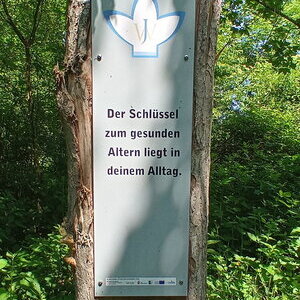 Der Schlüssel
zum gesunden
Altern liegt in
deinem Alltag.